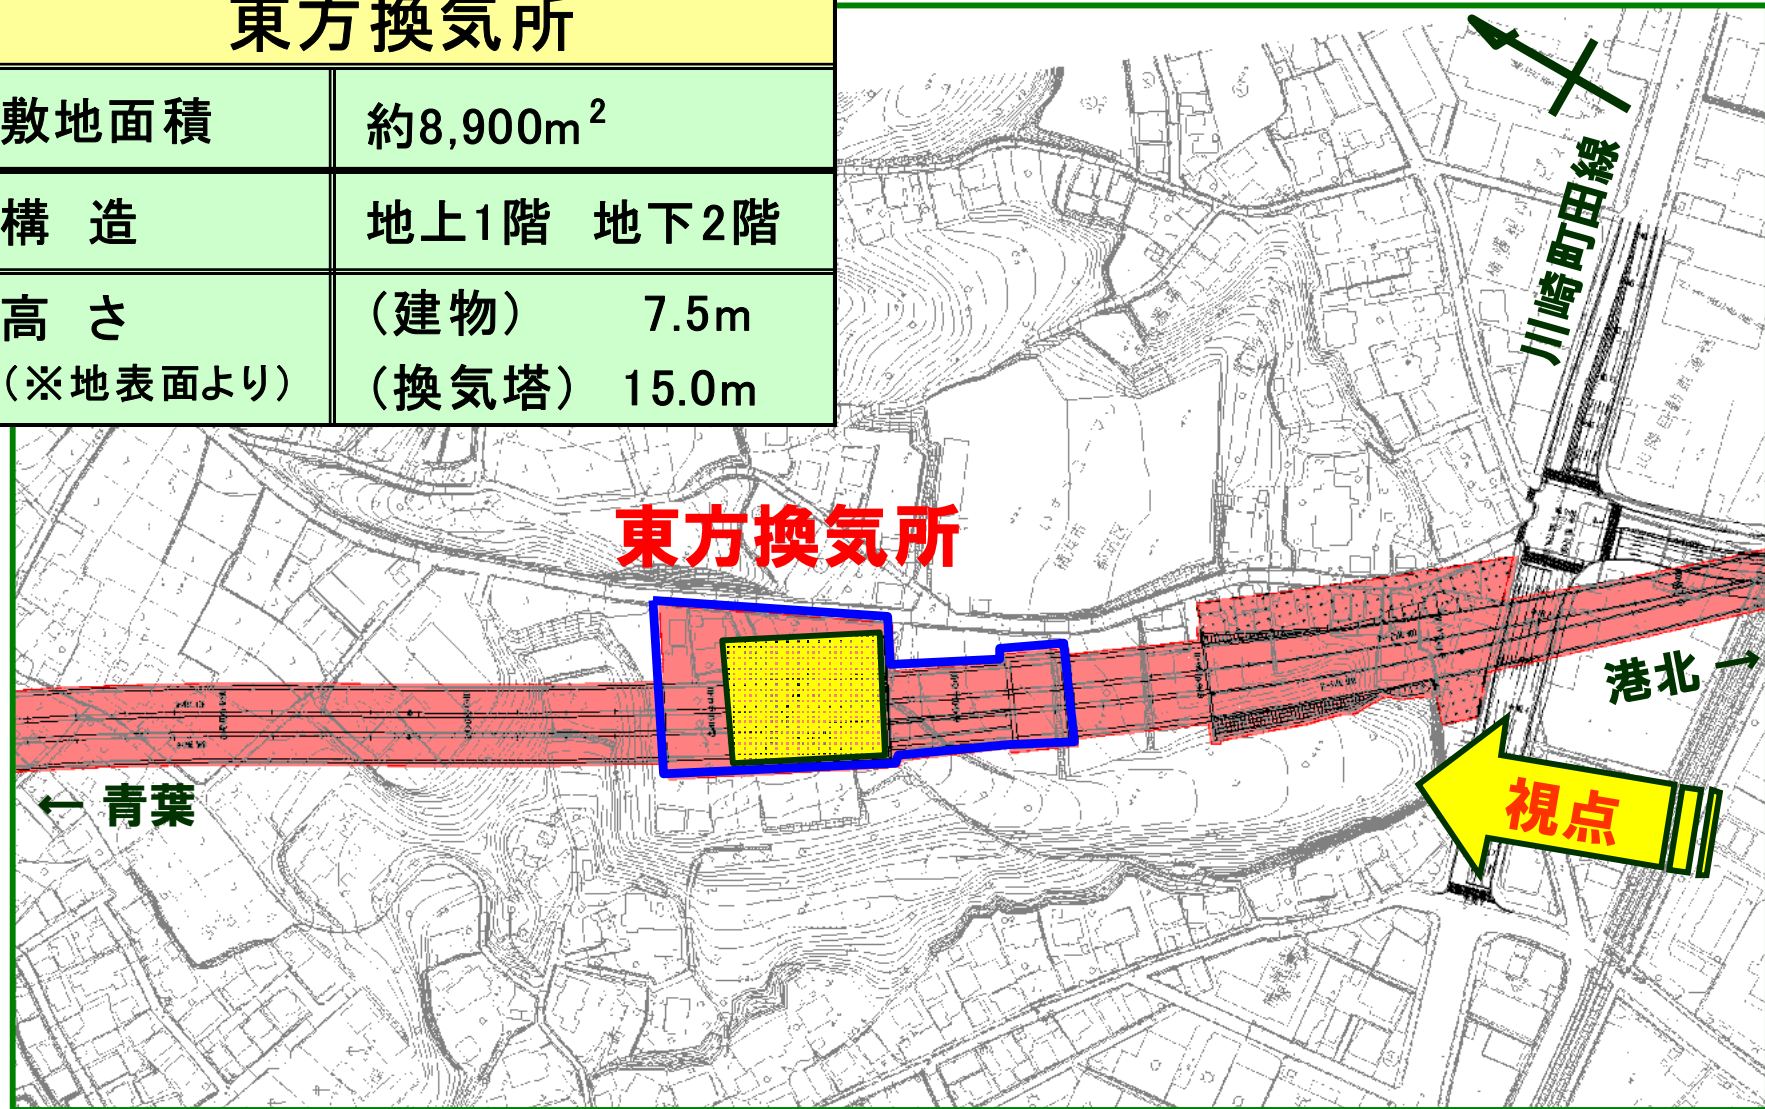 東方換気所
敷地面積 約8,900m²
構 造 地上1階 地下2階
高 さ (建物) 7.5m
(※地表面より) (換気塔) 15.0m
川崎町田線
東方換気所
港北 →
← 青葉
視点